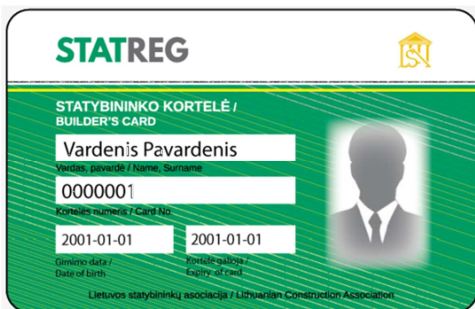 STATREG
STATYBININKO KORTELĖ /
BUILDER'S CARD
Vardenis Pavardenis
Vardas, pavardė / Name, Surname
0000001
Kortelės numeris / Card No.
2001-01-01 2001-01-01
Gimimo data / Kortelė galioja /
Date of birth Expiry of card
Lietuvos statybininkų asociacija / Lithuanian Construction Association